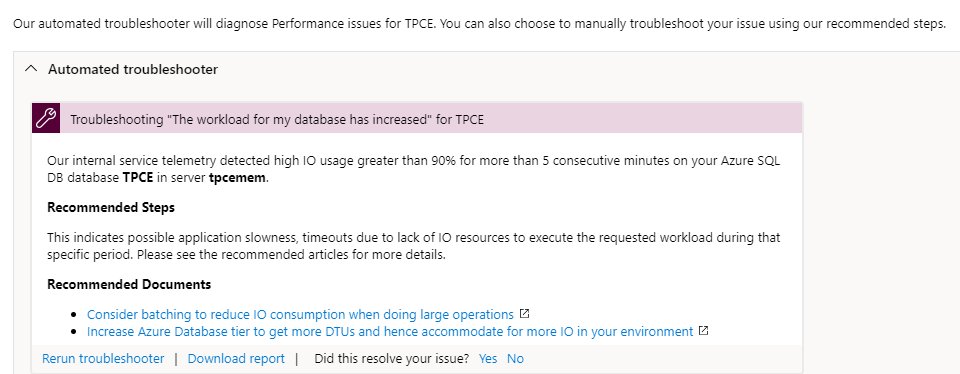 Our automated troubleshooter will diagnose Performance issues for TPCE. You can also choose to manually troubleshoot your issue using our recommended steps.
Automated troubleshooter
Troubleshooting "The workload for my database has increased" for TPCE
Our internal service telemetry detected high IO usage greater than 90% for more than 5 consecutive minutes on your Azure SQL
DB database TPCE in server tpcemem.
Recommended Steps
This indicates possible application slowness, timeouts due to lack of IO resources to execute the requested workload during that
specific period. Please see the recommended articles for more details.
Recommended Documents
• Consider batching to reduce IO consumption when doing large operations
• Increase Azure Database tier to get more DTUs and hence accommodate for more IO in your environment
Rerun troubleshooter | Download report | Did this resolve your issue? Yes No